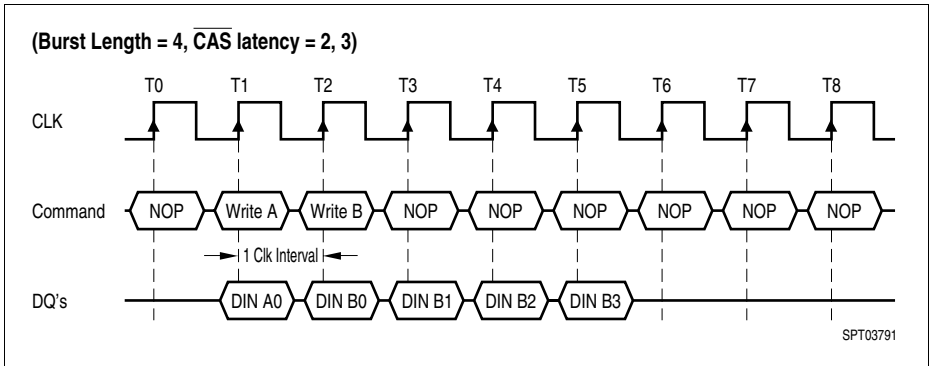 (Burst Length = 4, CAS latency = 2, 3)
T0 T1 T2 T3 T4 T5 T6 T7 T8
CLK
Command NOP Write A Write B NOP NOP NOP NOP NOP NOP
1 Clk Interval
DQ's DIN A0 DIN B0 DIN B1 DIN B2 DIN B3
SPT03791